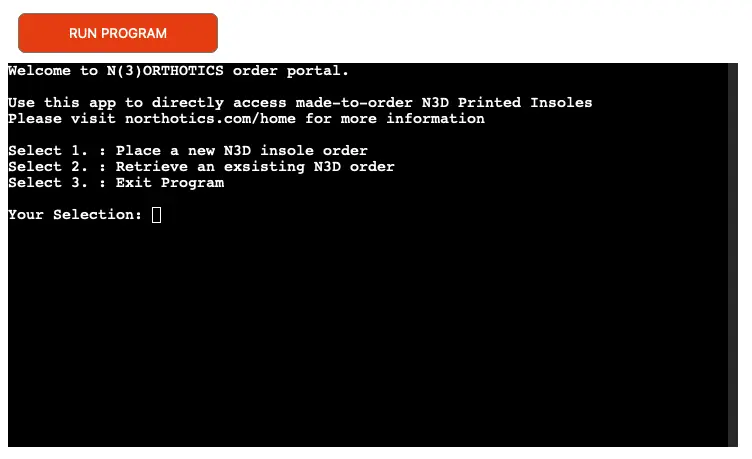 RUN PROGRAM
Welcome to N(3)ORTHOTICS order portal.
Use this app to directly access made-to-order N3D Printed Insoles
Please visit northotics.com/home for more information
Select 1. : Place a new N3D insole order
Select 2. : Retrieve an exsisting N3D order
Select 3. : Exit Program
Your Selection: